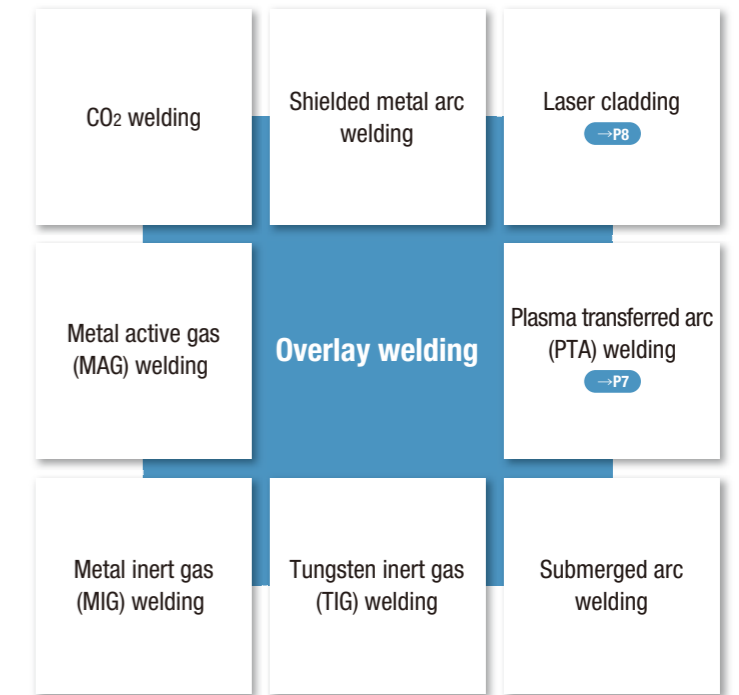 CO2 welding
Shielded metal arc
welding
Laser cladding
→P8
Metal active gas
(MAG) welding
Overlay welding
Plasma transferred arc
(PTA) welding
→P7
Metal inert gas
(MIG) welding
Tungsten inert gas
(TIG) welding
Submerged arc
welding